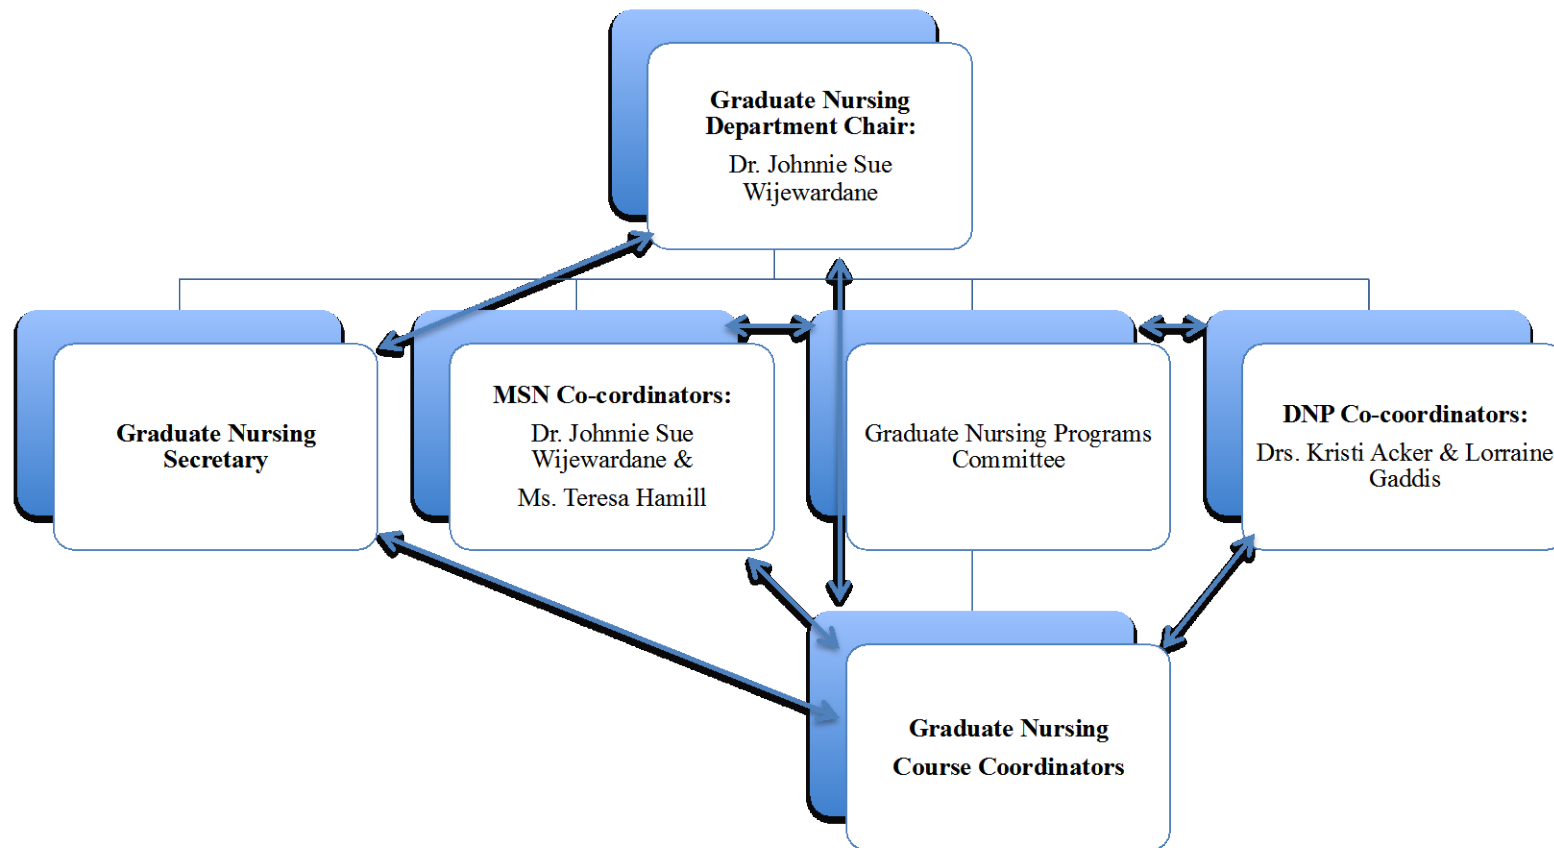 Graduate Nursing
Department Chair:
Dr. Johnnie Sue
Wijewardane
Graduate Nursing
Secretary
MSN Co-cordinators:
Dr. Johnnie Sue
Wijewardane &
Ms. Teresa Hamill
Graduate Nursing Programs
Committee
DNP Co-coordinators:
Drs. Kristi Acker & Lorraine
Gaddis
Graduate Nursing
Course Coordinators